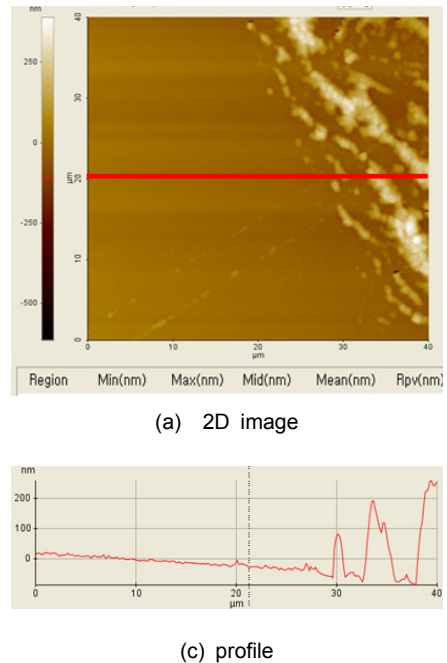 nm
250
0
-250
-500
40
30
μm
20
10
0
0 20 30 40
μm
Region Min(nm) Max(nm) Mid(nm) Mean(nm) Rpv(nm)
(a) 2D image
nm
200
100
0
0 10 20 30 40
μm
(c) profile